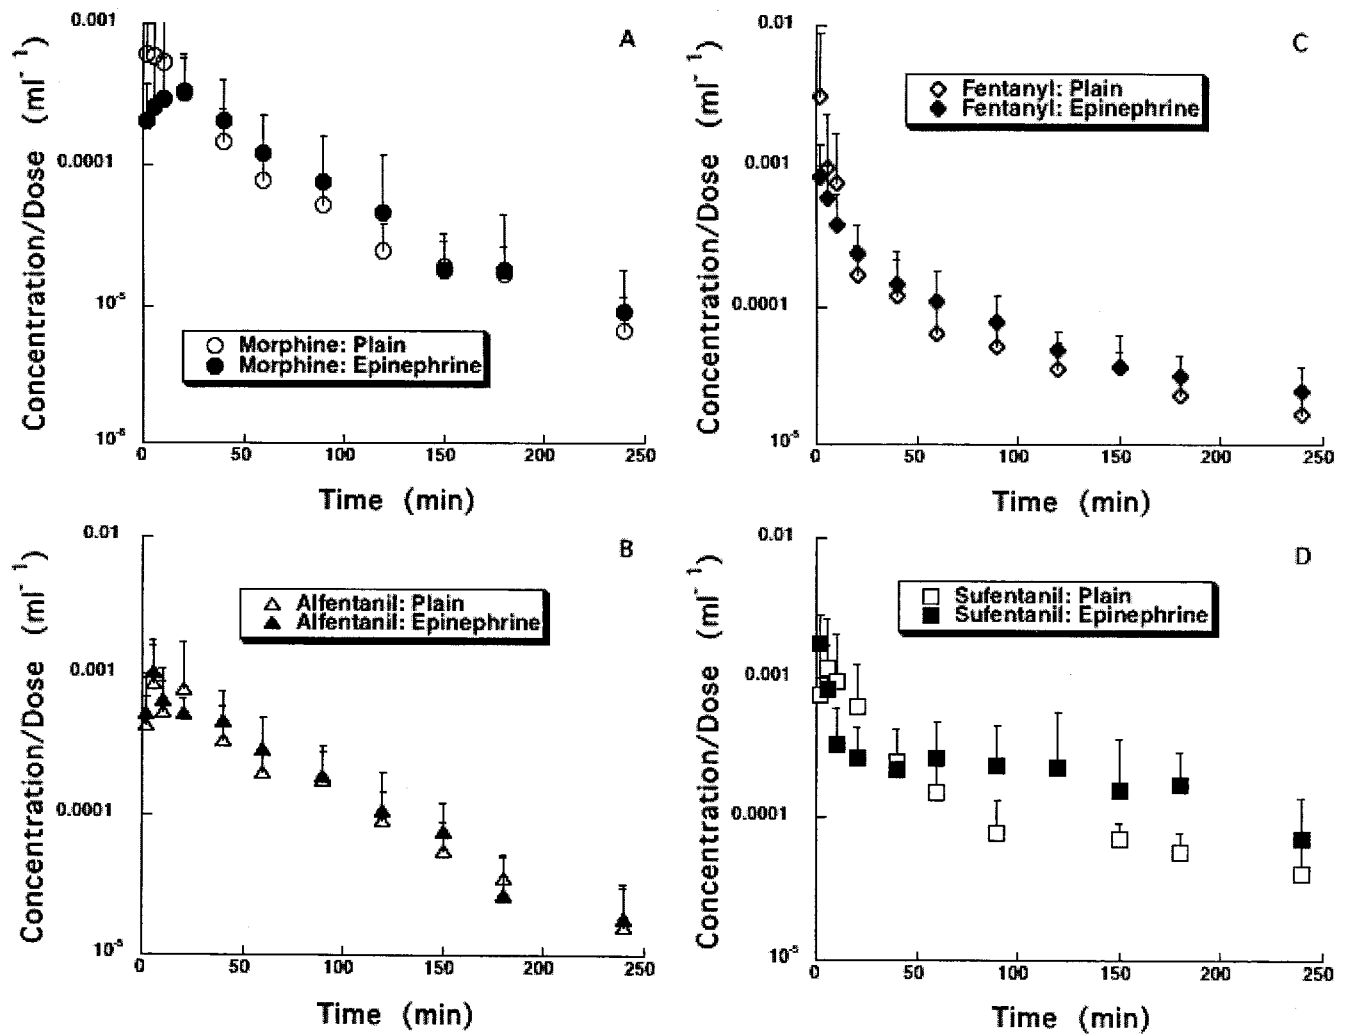 A
Concentration/Dose (ml⁻¹)
0.001
0.0001
10⁻⁵
10⁻⁶
Morphine: Plain
Morphine: Epinephrine
0 50 100 150 200 250
Time (min)
C
Concentration/Dose (ml⁻¹)
0.01
0.001
0.0001
10⁻⁵
Fentanyl: Plain
Fentanyl: Epinephrine
0 50 100 150 200 250
Time (min)
B
Concentration/Dose (ml⁻¹)
0.01
0.001
0.0001
10⁻⁵
Alfentanil: Plain
Alfentanil: Epinephrine
0 50 100 150 200 250
Time (min)
D
Concentration/Dose (ml⁻¹)
0.01
0.001
0.0001
10⁻⁵
Sufentanil: Plain
Sufentanil: Epinephrine
0 50 100 150 200 250
Time (min)